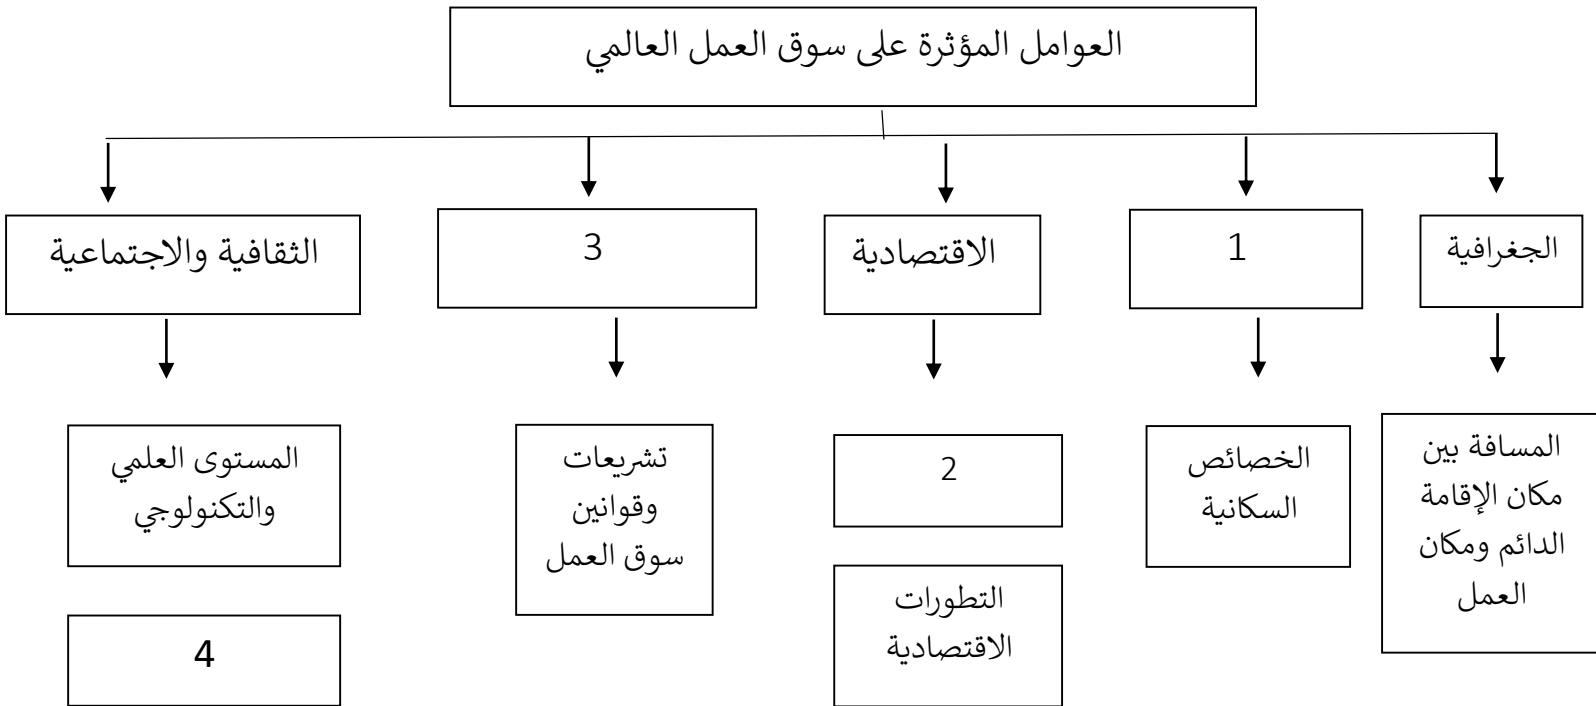 العوامل المؤثرة على سوق العمل العالمي
الجغرافية
1
الاقتصادية
3
الثقافية والاجتماعية
المسافة بين
مكان الإقامة
الدائم ومكان
العمل
الخصائص
السكانية
2
التطورات
الاقتصادية
تشريعات
وقوانين
سوق العمل
المستوى العلمي
والتكنولوجي
4